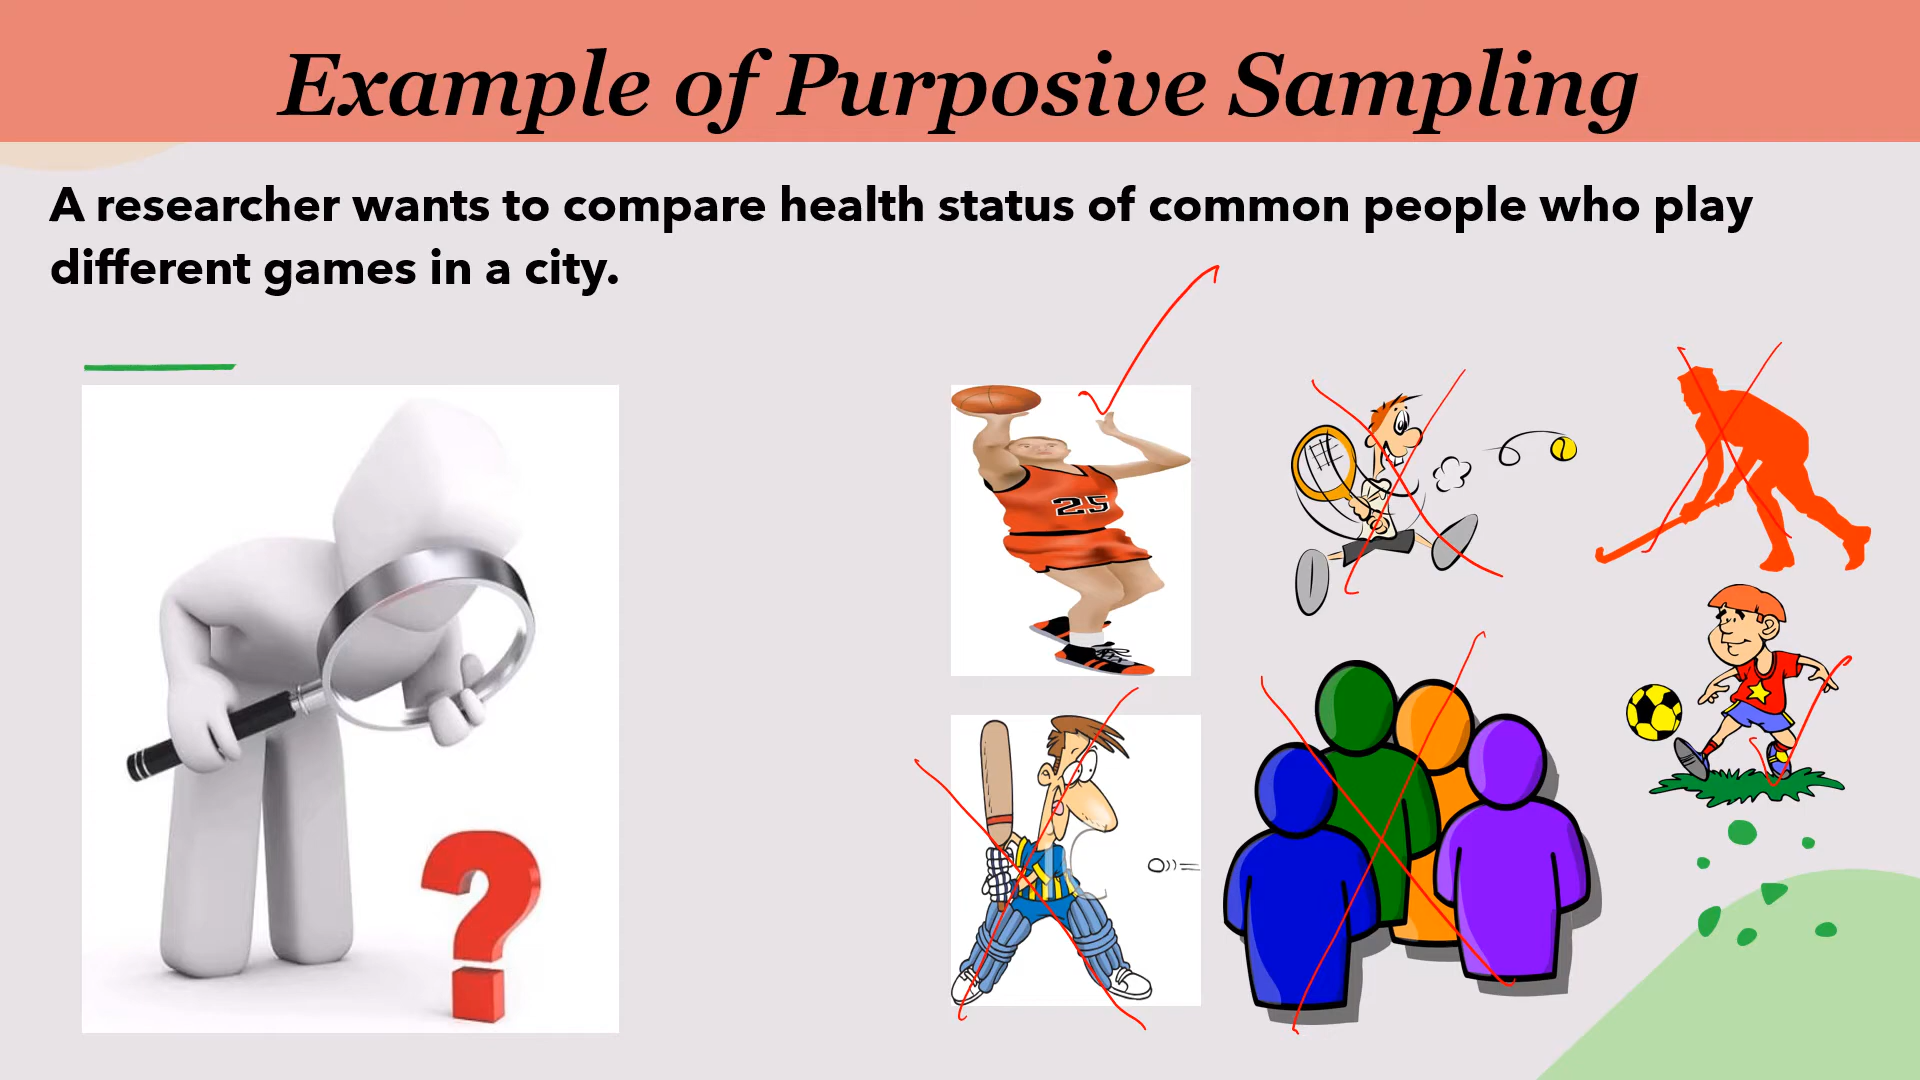 Example of Purposive Sampling
A researcher wants to compare health status of common people who play
different games in a city.
25
?